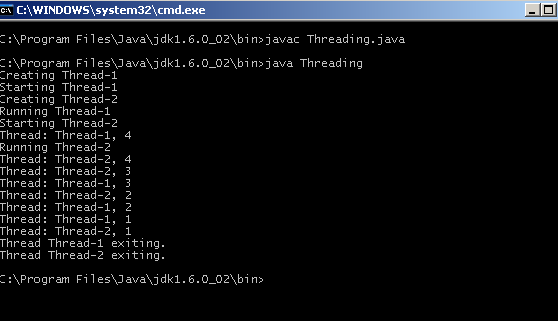 C:\WINDOWS\system32\cmd.exe
C:\Program Files\Java\jdk1.6.0_02\bin>javac Threading.java
C:\Program Files\Java\jdk1.6.0_02\bin>java Threading
Creating Thread-1
Starting Thread-1
Creating Thread-2
Running Thread-1
Starting Thread-2
Thread: Thread-1, 4
Running Thread-2
Thread: Thread-2, 4
Thread: Thread-2, 3
Thread: Thread-1, 3
Thread: Thread-2, 2
Thread: Thread-1, 2
Thread: Thread-1, 1
Thread: Thread-2, 1
Thread Thread-1 exiting.
Thread Thread-2 exiting.
C:\Program Files\Java\jdk1.6.0_02\bin>